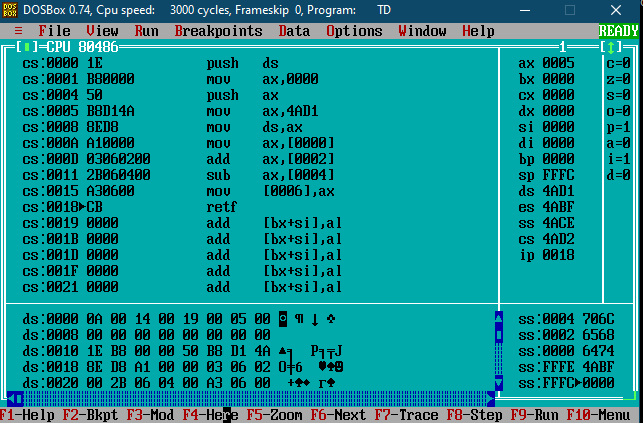 DOSBox 0.74, Cpu speed: 3000 cycles, Frameskip 0, Program: TD
≡ File View Run Breakpoints Data Options Window Help READY
[■]=CPU 80486 1 [↕]
cs:0000 1E push ds ax 0005 c=0
cs:0001 B80000 mov ax,0000 bx 0000 z=0
cs:0004 50 push ax cx 0000 s=0
cs:0005 B8D14A mov ax,4AD1 dx 0000 o=0
cs:0008 8ED8 mov ds,ax si 0000 p=1
cs:000A A10000 mov ax,[0000] di 0000 a=0
cs:000D 03060200 add ax,[0002] bp 0000 i=1
cs:0011 2B060400 sub ax,[0004] sp FFFC d=0
cs:0015 A30600 mov [0006],ax ds 4AD1
cs:0018►CB retf es 4ABF
cs:0019 0000 add [bx+si],al ss 4ACE
cs:001B 0000 add [bx+si],al cs 4AD2
cs:001D 0000 add [bx+si],al ip 0018
cs:001F 0000 add [bx+si],al
cs:0021 0000 add [bx+si],al
ds:0000 0A 00 14 00 19 00 05 00 ◙ ¶ ↓ ♣ ss:0004 706C
ds:0008 00 00 00 00 00 00 00 00 ss:0002 6568
ds:0010 1E B8 00 00 50 B8 D1 4A ▲╕ P╕╤J ss:0000 6474
ds:0018 8E D8 A1 00 00 03 06 02 Ä╪í ♥♠☻ ss:FFFE 4ABF
ds:0020 00 2B 06 04 00 A3 06 00 +♠♦ ú♠ ss:FFFC►0000
F1-Help F2-Bkpt F3-Mod F4-Here F5-Zoom F6-Next F7-Trace F8-Step F9-Run F10-Menu